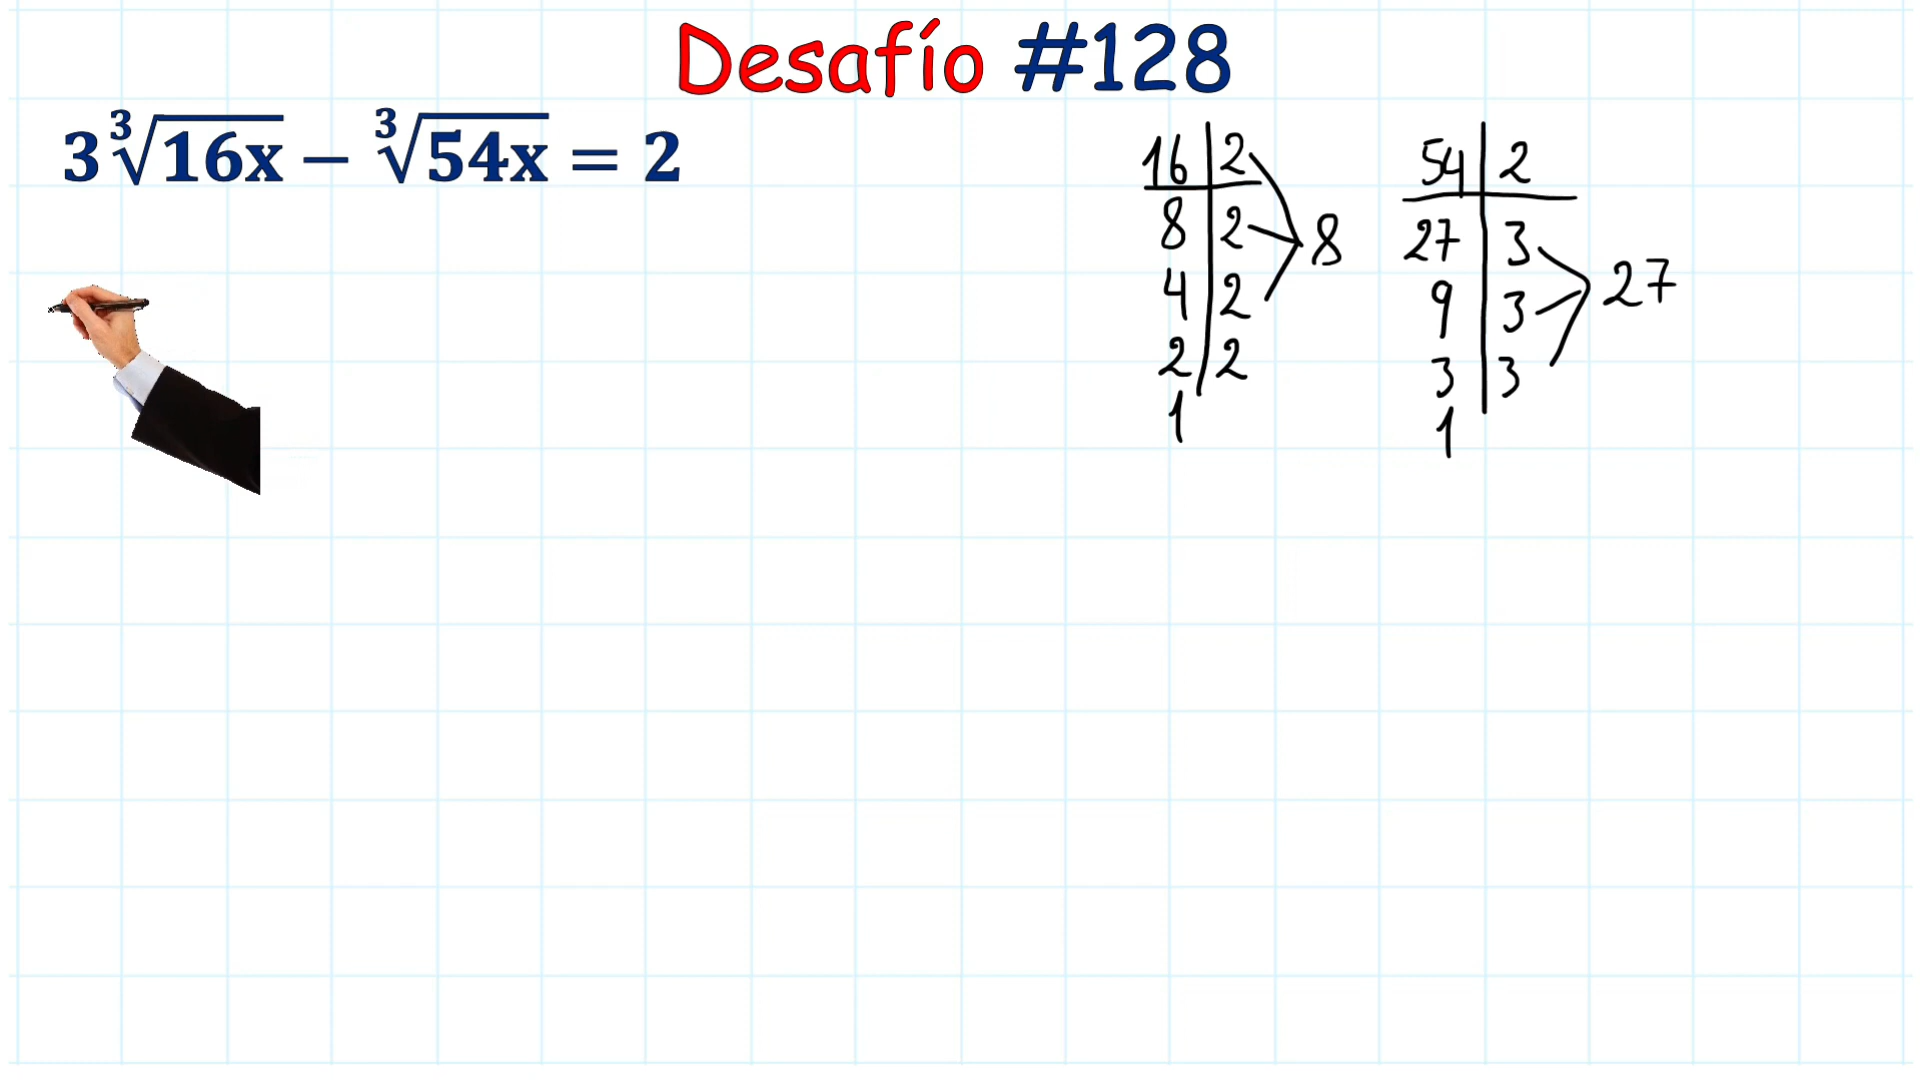 Desafío #128
3∛16x − ∛54x = 2
16 | 2
8 | 2
4 | 2
2 | 2
1
8
54 | 2
27 | 3
9 | 3
3 | 3
1
27